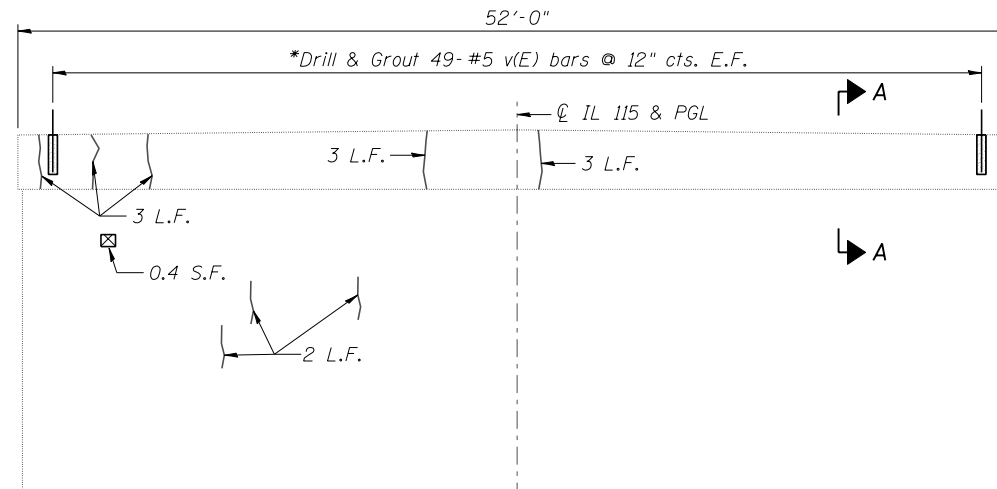 52'-0"
*Drill & Grout 49-#5 v(E) bars @ 12" cts. E.F.
A
℄ IL 115 & PGL
3 L.F.
3 L.F.
3 L.F.
0.4 S.F.
A
2 L.F.